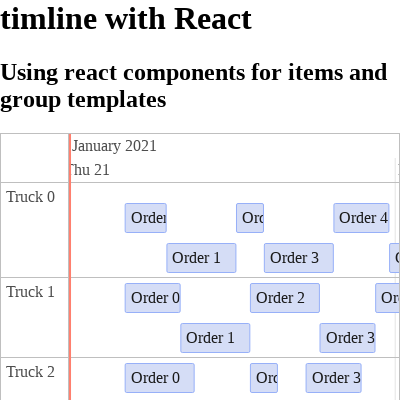 timline with React
Using react components for items and
group templates
January 2021
Thu 21
Truck 0
Order
Ord
Order 4
Order 1
Order 3
Truck 1
Order 0
Order 2
Or
Order 1
Order 3
Truck 2
Order 0
Ord
Order 3